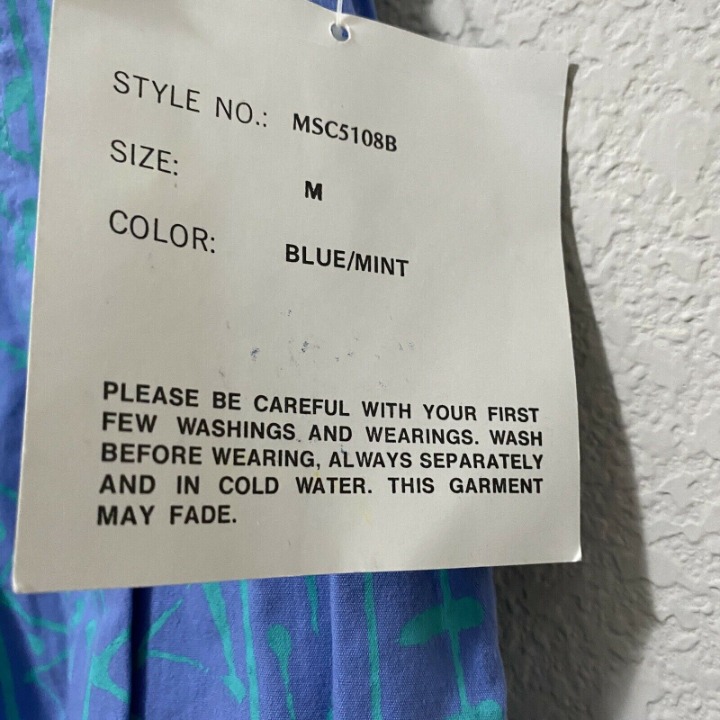 STYLE NO.: MSC5108B
SIZE: M
COLOR: BLUE/MINT
PLEASE BE CAREFUL WITH YOUR FIRST
FEW WASHINGS AND WEARINGS. WASH
BEFORE WEARING, ALWAYS SEPARATELY
AND IN COLD WATER. THIS GARMENT
MAY FADE.